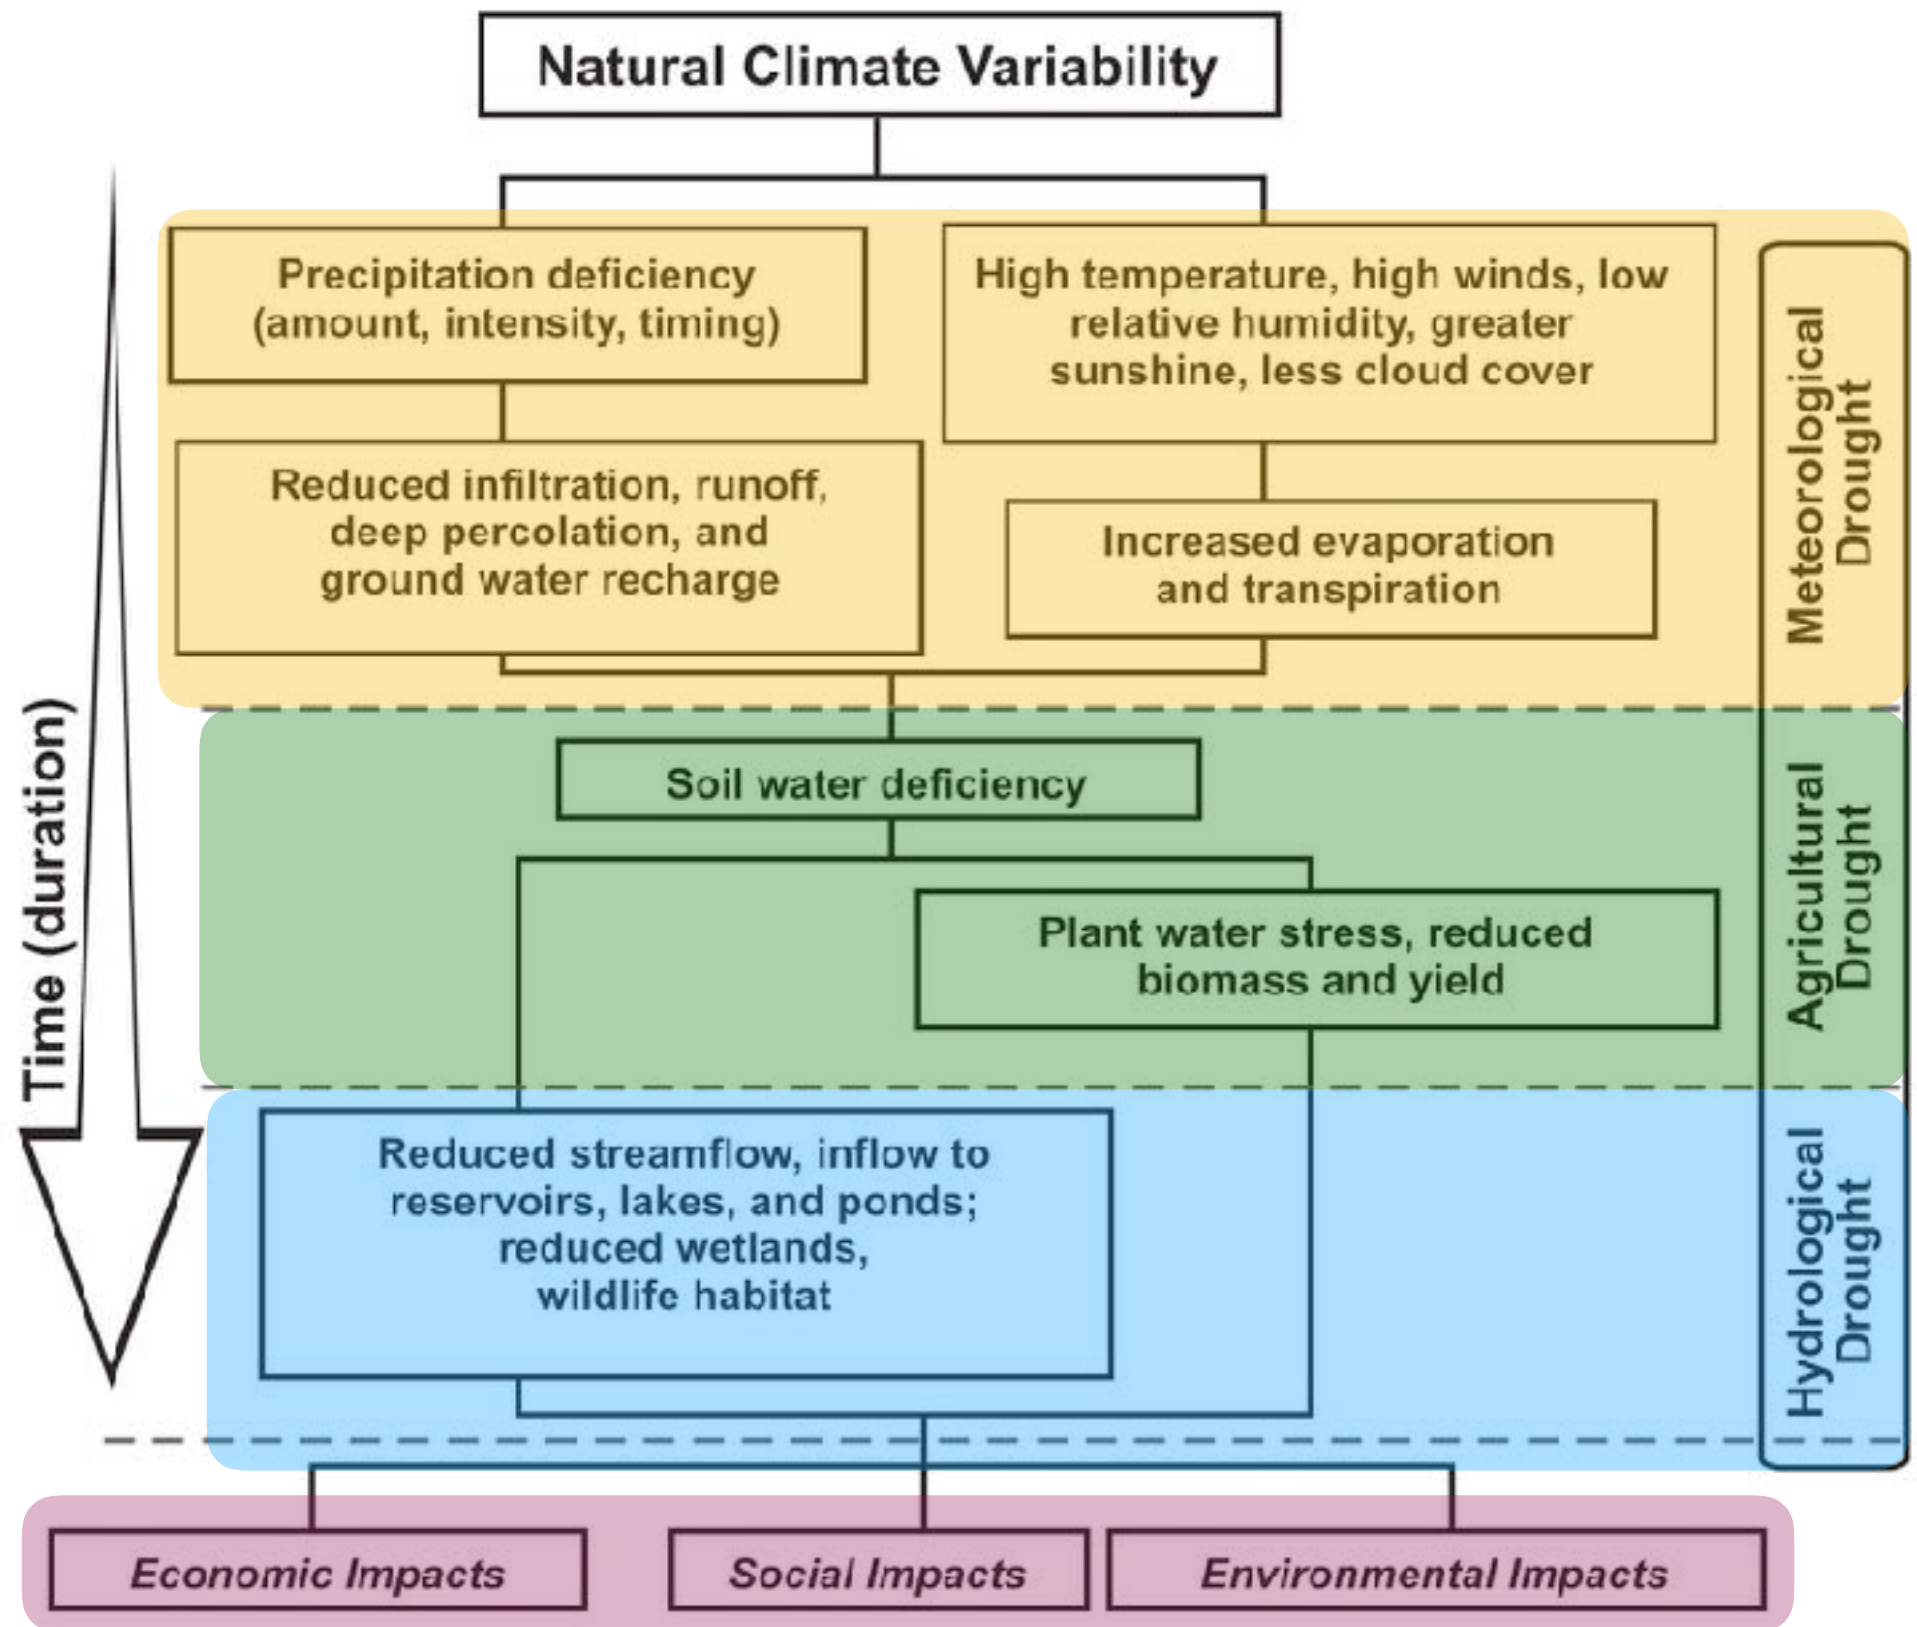 Natural Climate Variability
Precipitation deficiency
(amount, intensity, timing)
High temperature, high winds, low
relative humidity, greater
sunshine, less cloud cover
Reduced infiltration, runoff,
deep percolation, and
ground water recharge
Increased evaporation
and transpiration
Meteorological
Drought
Time (duration)
Soil water deficiency
Plant water stress, reduced
biomass and yield
Agricultural
Drought
Reduced streamflow, inflow to
reservoirs, lakes, and ponds;
reduced wetlands,
wildlife habitat
Hydrological
Drought
Economic Impacts
Social Impacts
Environmental Impacts